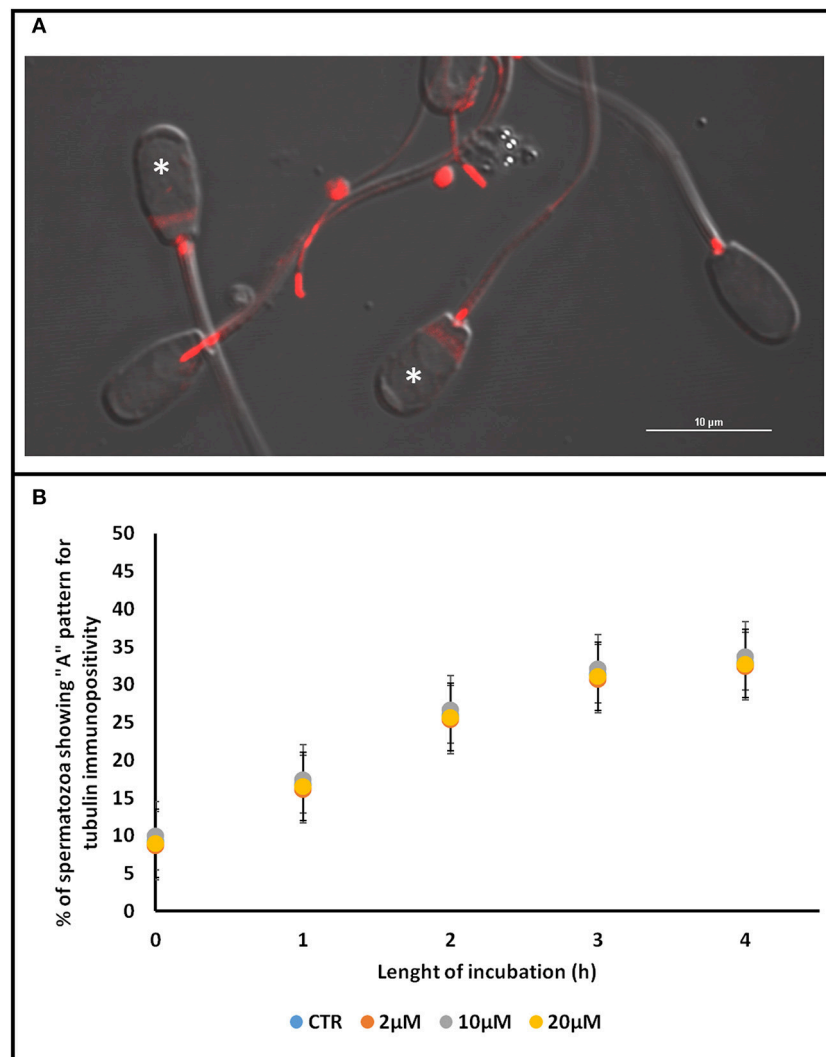 A
*
*
10 µm
B
% of spermatozoa showing "A" pattern for
tubulin immunopositivity
50
45
40
35
30
25
20
15
10
5
0
0 1 2 3 4
Lenght of incubation (h)
CTR 2µM 10µM 20µM